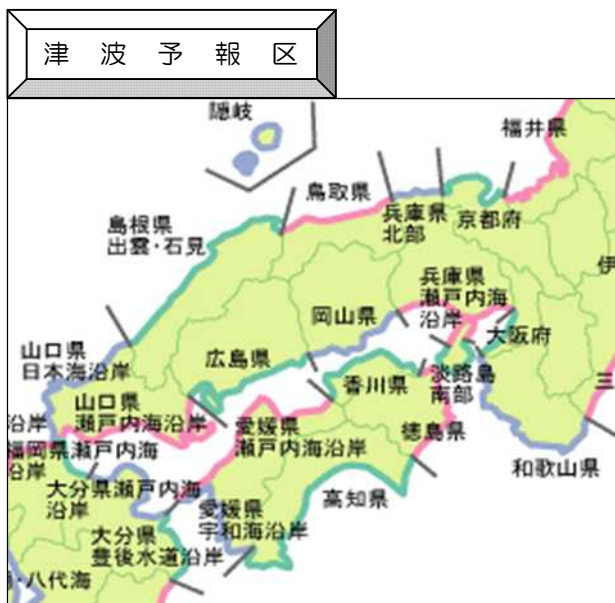 津波予報区
隠岐
福井県
鳥取県
兵庫県
北部
京都府
島根県
出雲・石見
兵庫県
瀬戸内海
沿岸
岡山県
大阪府
広島県
山口県
日本海沿岸
香川県
淡路島
南部
山口県
瀬戸内海沿岸
愛媛県
瀬戸内海沿岸
徳島県
沿岸
福岡県瀬戸内海
沿岸
和歌山県
大分県瀬戸内海
沿岸
愛媛県
宇和海沿岸
高知県
大分県
豊後水道沿岸
・八代海
伊
三